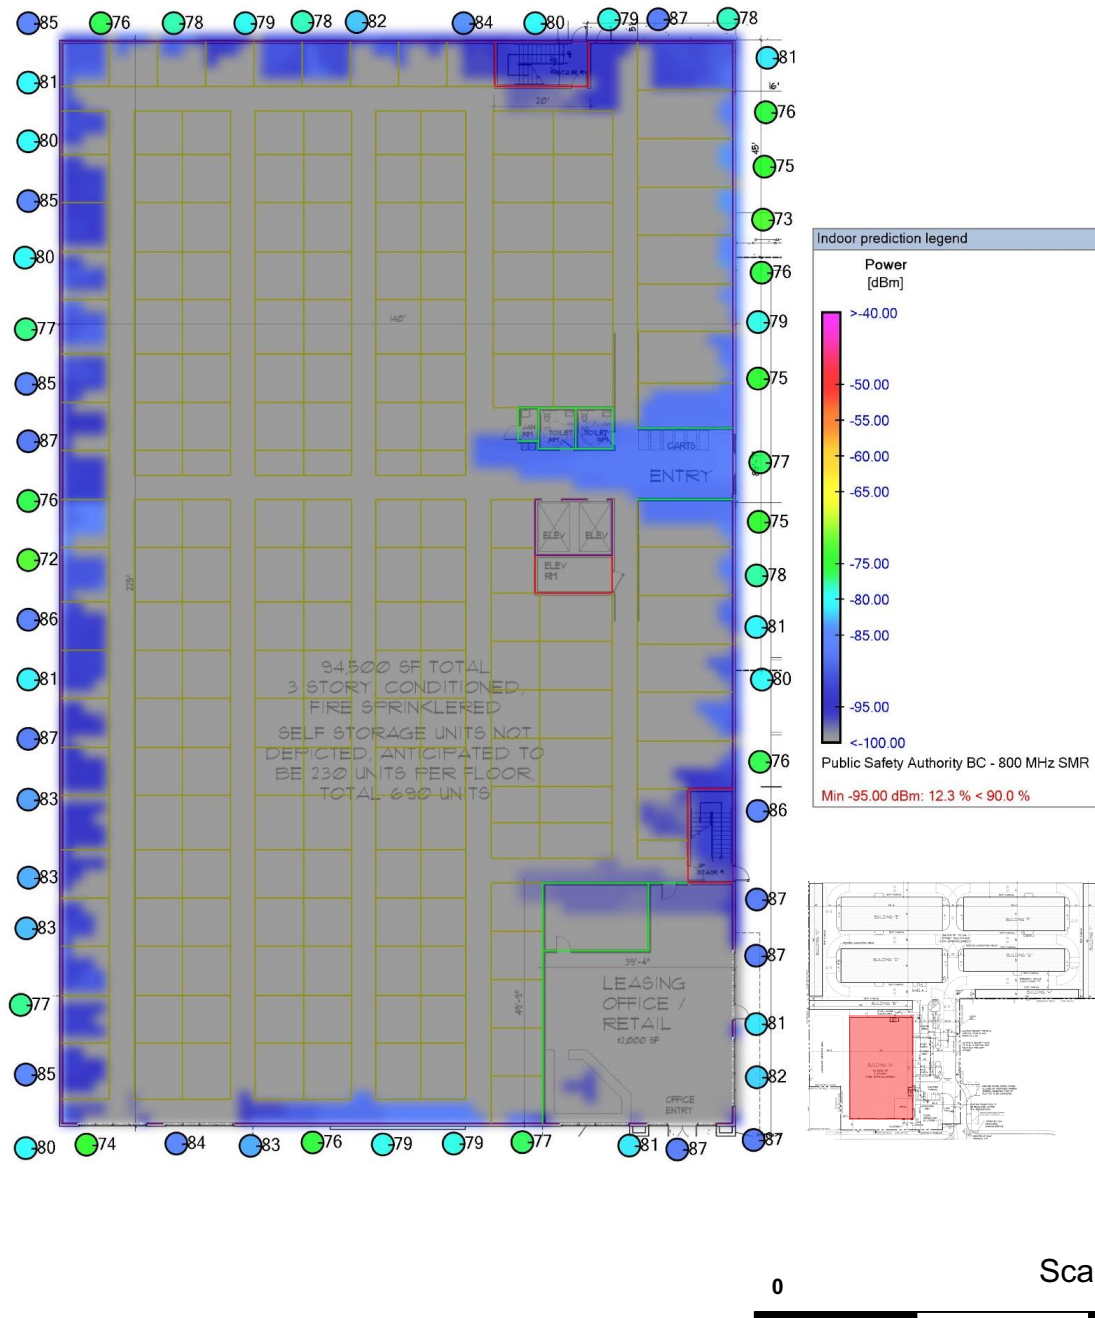 -85
-76
-78
-79
-78
-82
-84
-80
-79
-87
-78
-81
-80
-85
-80
-77
-85
-87
-76
-72
-86
-81
-87
-83
-83
-83
-77
-85
-81
-76
-75
-73
-76
-79
-75
-77
-75
-78
-81
-80
-76
-86
-87
-87
-81
-82
-87
-80
-74
-84
-83
-76
-79
-79
-77
-81
-87
20'
16'
45'
140'
225'
JAN
RM
TOILET
RM
TOILET
RM
CARTS
ENTRY
ELEV
ELEV
ELEV
RM
94,500 SF TOTAL
3 STORY, CONDITIONED,
FIRE SPRINKLERED
SELF STORAGE UNITS NOT
DEPICTED, ANTICIPATED TO
BE 230 UNITS PER FLOOR,
TOTAL 690 UNITS
35'-4"
LEASING
OFFICE /
RETAIL
±2,000 SF
OFFICE
ENTRY
Indoor prediction legend
Power
[dBm]
>-40.00
-50.00
-55.00
-60.00
-65.00
-75.00
-80.00
-85.00
-95.00
<-100.00
Public Safety Authority BC - 800 MHz SMR
Min -95.00 dBm: 12.3 % < 90.0 %
0
Sca